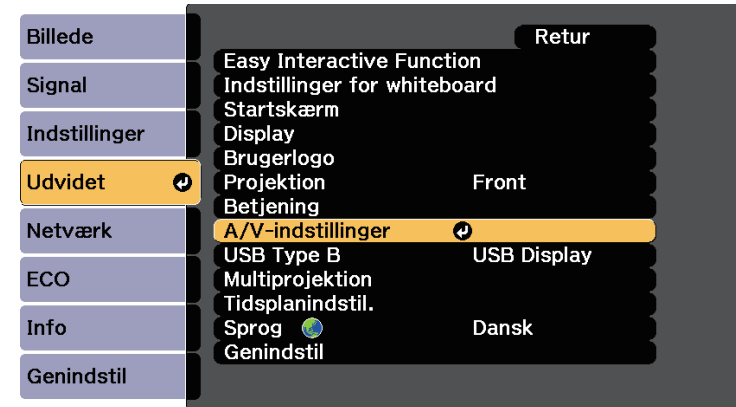 Billede
Signal
Indstillinger
Udvidet
Netværk
ECO
Info
Genindstil
Retur
Easy Interactive Function
Indstillinger for whiteboard
Startskærm
Display
Brugerlogo
Projektion Front
Betjening
A/V-indstillinger
USB Type B USB Display
Multiprojektion
Tidsplanindstil.
Sprog Dansk
Genindstil